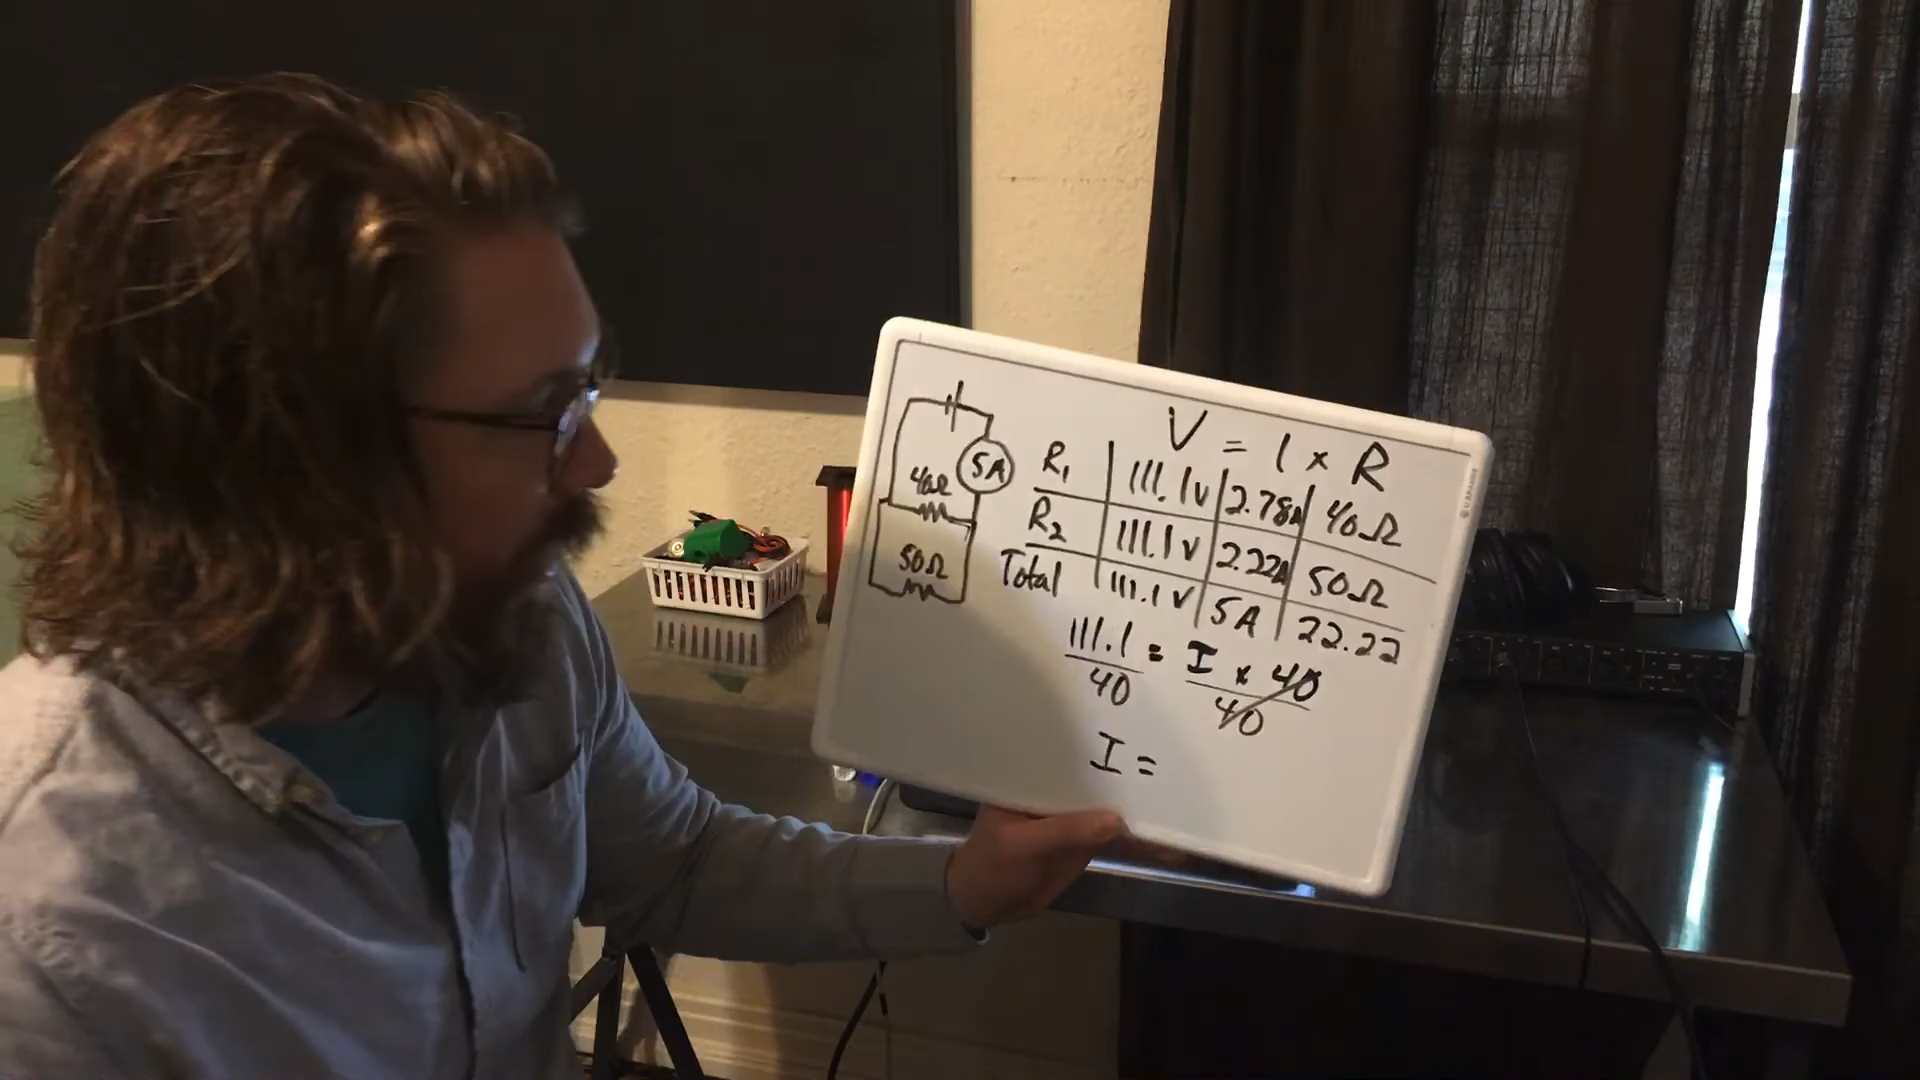 V = I x R
5A
40Ω
50Ω
R1 111.1v 2.78A 40Ω
R2 111.1v 2.22A 50Ω
Total 111.1v 5A 22.22
111.1 = I x 40
40 40
I =